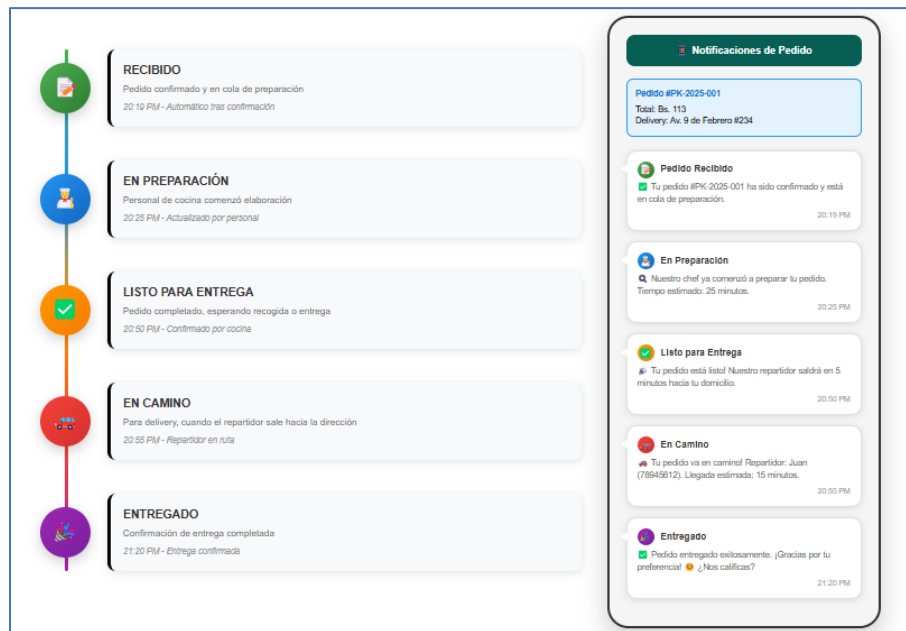 RECIBIDO
Pedido confirmado y en cola de preparación
20:19 PM - Automático tras confirmación
EN PREPARACIÓN
Personal de cocina comenzó elaboración
20:25 PM - Actualizado por personal
LISTO PARA ENTREGA
Pedido completado, esperando recogida o entrega
20:50 PM - Confirmado por cocina
EN CAMINO
Para delivery, cuando el repartidor sale hacia la dirección
20:55 PM - Repartidor en ruta
ENTREGADO
Confirmación de entrega completada
21:20 PM - Entrega confirmada
Notificaciones de Pedido
Pedido #PK-2025-001
Total: Bs. 113
Delivery: Av. 9 de Febrero #234
Pedido Recibido
✅ Tu pedido #PK-2025-001 ha sido confirmado y está
en cola de preparación.
20:19 PM
En Preparación
🍳 Nuestro chef ya comenzó a preparar tu pedido.
Tiempo estimado: 25 minutos.
20:25 PM
Listo para Entrega
🎉 Tu pedido está listo! Nuestro repartidor saldrá en 5
minutos hacia tu domicilio.
20:50 PM
En Camino
🚗 Tu pedido va en camino! Repartidor: Juan
(78945612). Llegada estimada: 15 minutos.
20:55 PM
Entregado
✅ Pedido entregado exitosamente. ¡Gracias por tu
preferencia! 😊 ¿Nos calificas?
21:20 PM